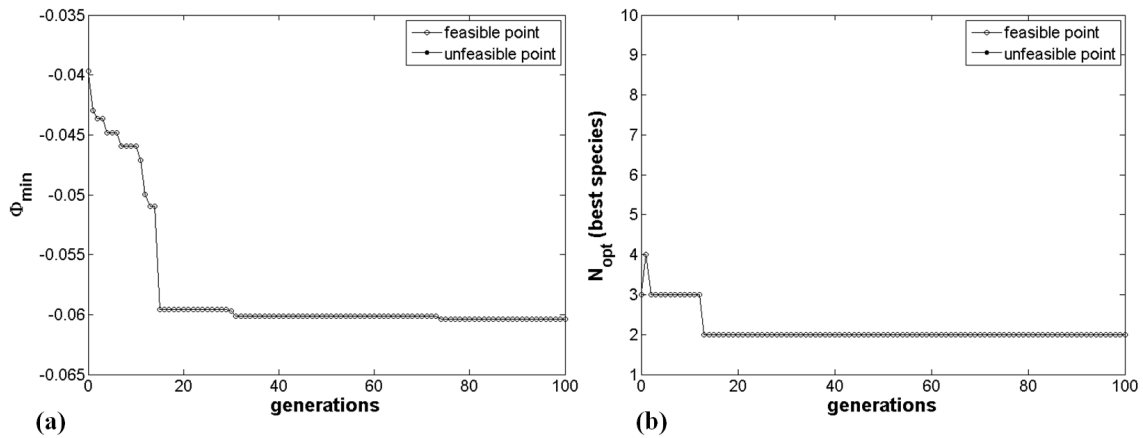 -0.035
-0.04
-0.045
-0.05
-0.055
-0.06
-0.065
Φmin
0
20
40
60
80
100
generations
feasible point
unfeasible point
(a)
10
9
8
7
6
5
4
3
2
1
Nopt (best species)
0
20
40
60
80
100
generations
feasible point
unfeasible point
(b)